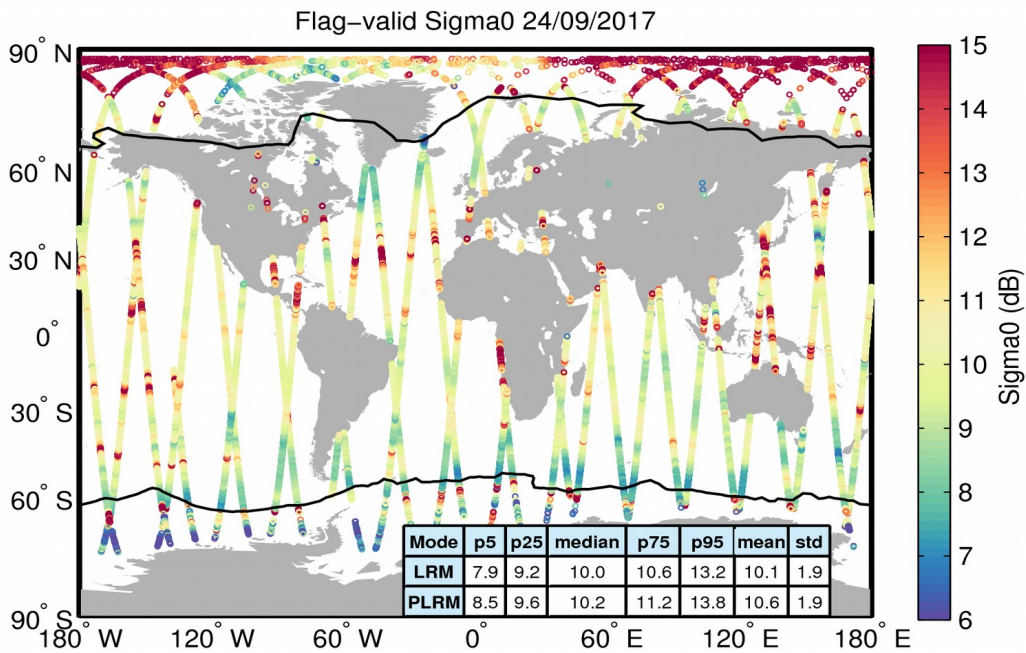 Flag-valid Sigma0 24/09/2017
90° N
60° N
30° N
0°
30° S
60° S
90° S
180° W
120° W
60° W
0°
60° E
120° E
180° E
15
14
13
12
11
10
9
8
7
6
Sigma0 (dB)
Mode p5 p25 median p75 p95 mean std
LRM 7.9 9.2 10.0 10.6 13.2 10.1 1.9
PLRM 8.5 9.6 10.2 11.2 13.8 10.6 1.9